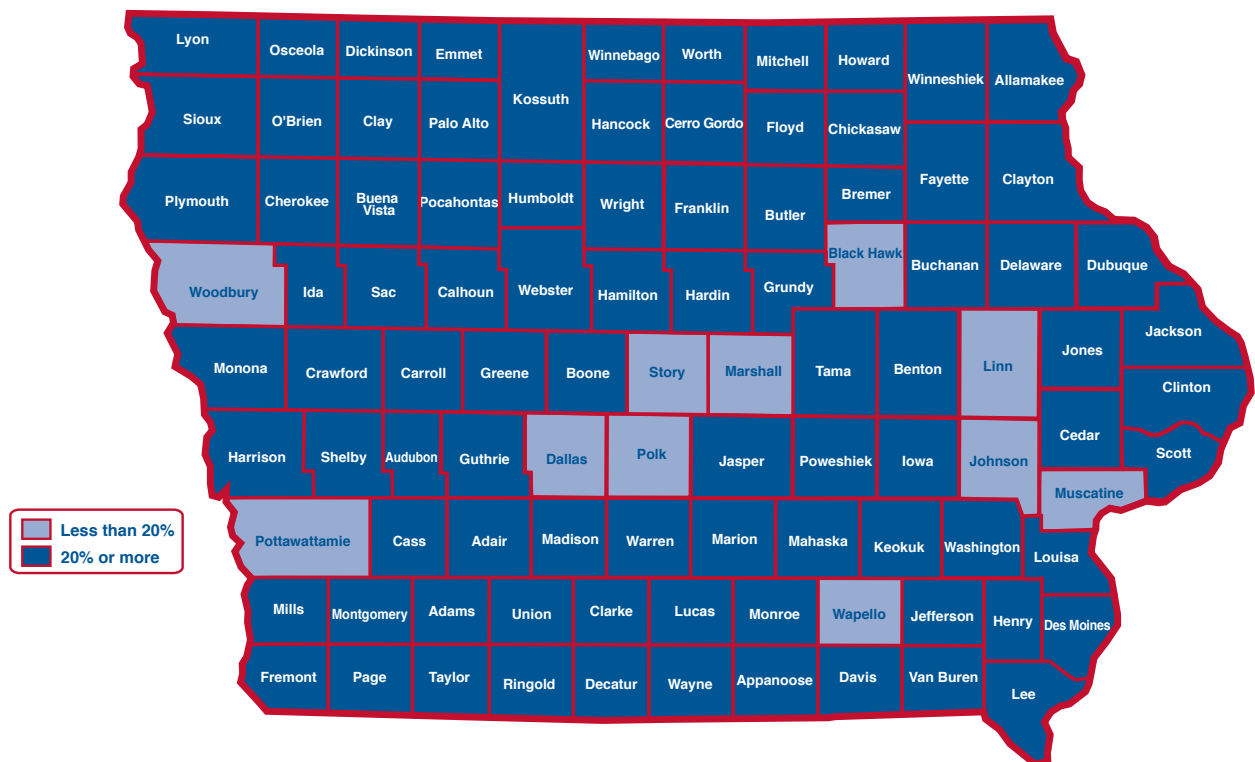 Lyon
Osceola
Dickinson
Emmet
Kossuth
Winnebago
Worth
Mitchell
Howard
Winneshiek
Allamakee
Sioux
O'Brien
Clay
Palo Alto
Hancock
Cerro Gordo
Floyd
Chickasaw
Plymouth
Cherokee
Buena
Vista
Pocahontas
Humboldt
Wright
Franklin
Butler
Bremer
Fayette
Clayton
Woodbury
Ida
Sac
Calhoun
Webster
Hamilton
Hardin
Grundy
Black Hawk
Buchanan
Delaware
Dubuque
Monona
Crawford
Carroll
Greene
Boone
Story
Marshall
Tama
Benton
Linn
Jones
Jackson
Clinton
Harrison
Shelby
Audubon
Guthrie
Dallas
Polk
Jasper
Poweshiek
Iowa
Johnson
Cedar
Scott
Muscatine
Less than 20%
20% or more
Pottawattamie
Cass
Adair
Madison
Warren
Marion
Mahaska
Keokuk
Washington
Louisa
Mills
Montgomery
Adams
Union
Clarke
Lucas
Monroe
Wapello
Jefferson
Henry
Des Moines
Fremont
Page
Taylor
Ringold
Decatur
Wayne
Appanoose
Davis
Van Buren
Lee